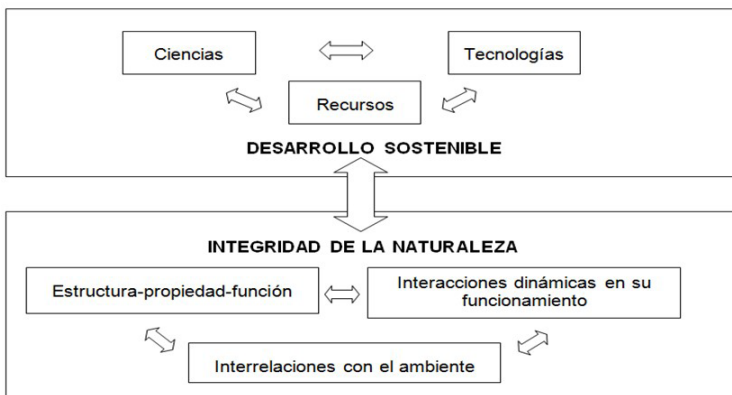 Ciencias
Tecnologías
Recursos
DESARROLLO SOSTENIBLE
INTEGRIDAD DE LA NATURALEZA
Estructura-propiedad-función
Interacciones dinámicas en su
funcionamiento
Interrelaciones con el ambiente